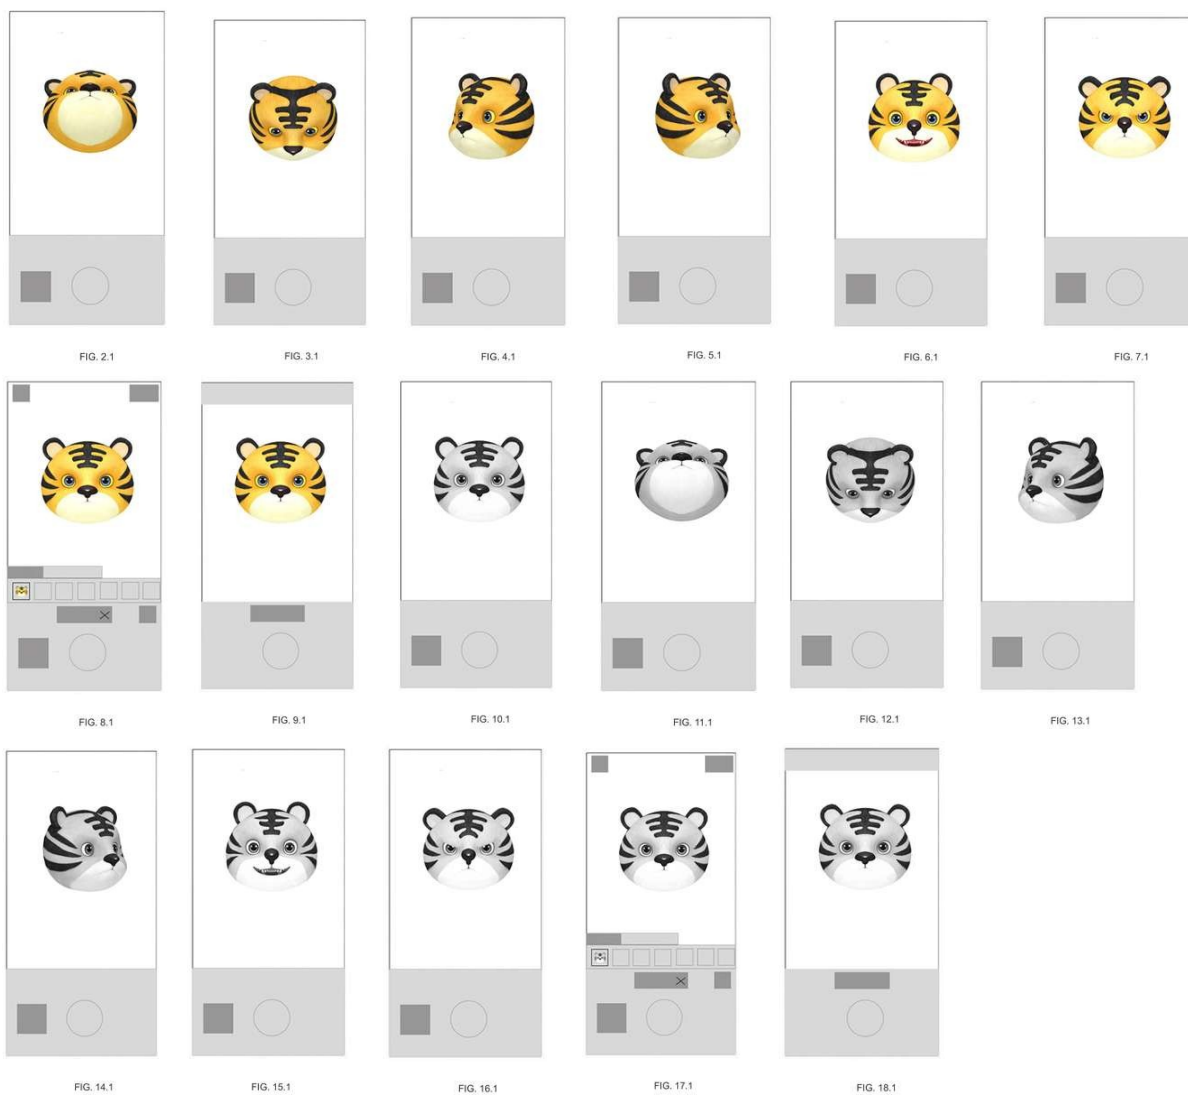 FIG. 2.1
FIG. 3.1
FIG. 4.1
FIG. 5.1
FIG. 6.1
FIG. 7.1
FIG. 8.1
FIG. 9.1
FIG. 10.1
FIG. 11.1
FIG. 12.1
FIG. 13.1
FIG. 14.1
FIG. 15.1
FIG. 16.1
FIG. 17.1
FIG. 18.1